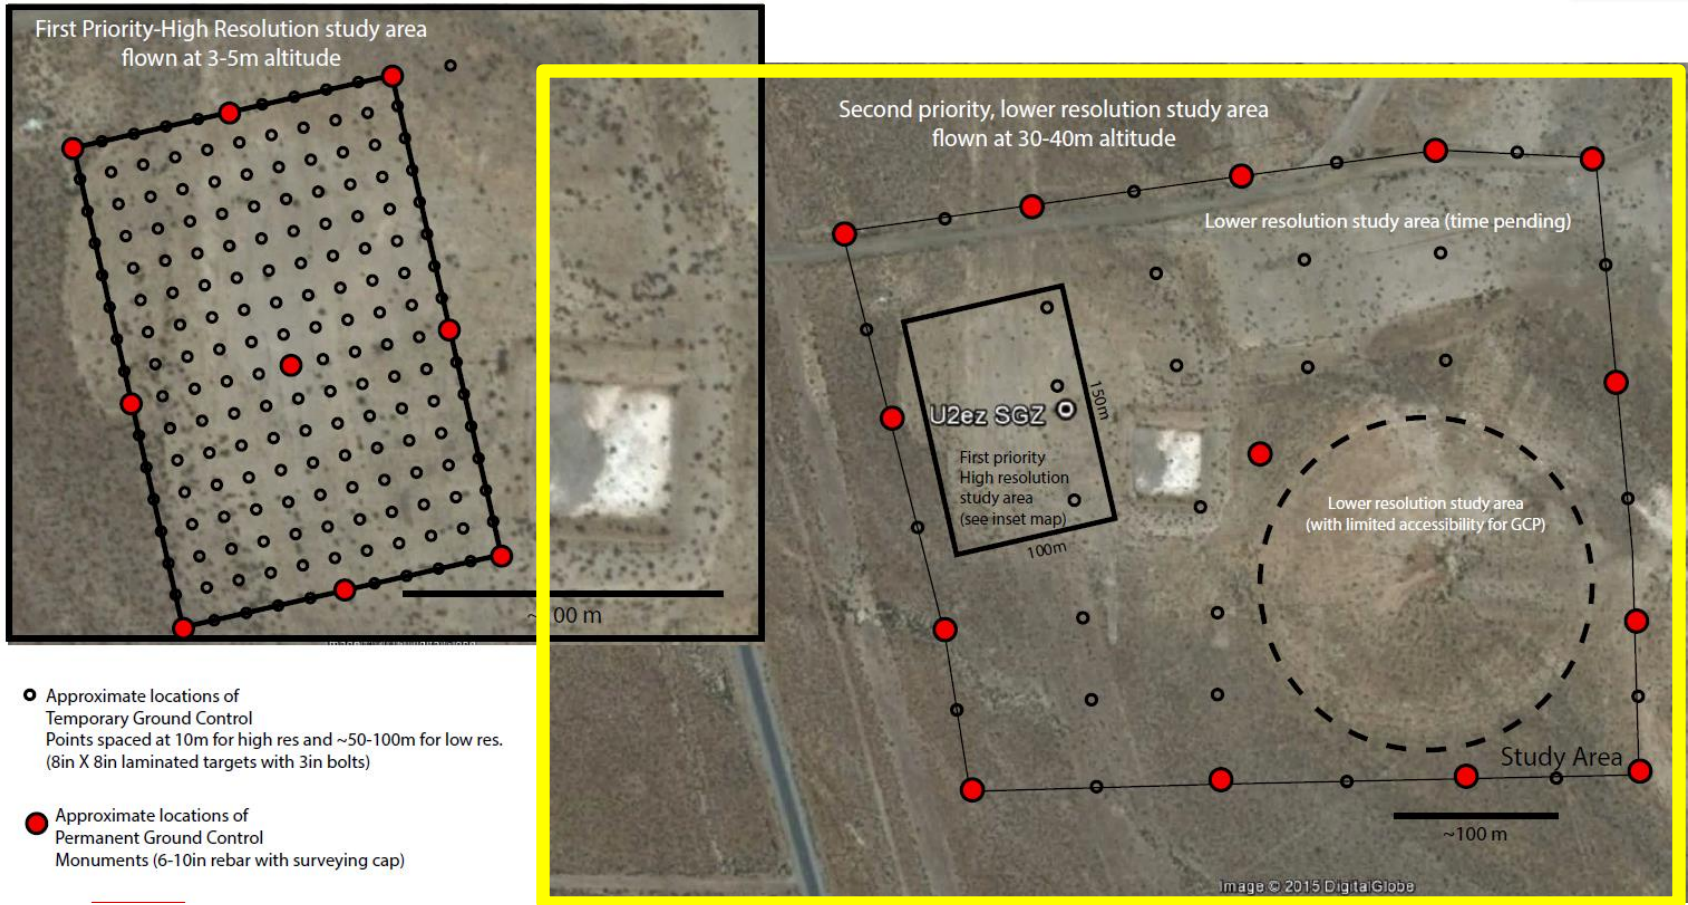 First Priority-High Resolution study area
flown at 3-5m altitude
Second priority, lower resolution study area
flown at 30-40m altitude
Lower resolution study area (time pending)
150m
U2ez SGZ
First priority
High resolution
study area
(see inset map)
100m
Lower resolution study area
(with limited accessibility for GCP)
00 m
Study Area
~100 m
Image © 2015 DigitalGlobe
Approximate locations of
Temporary Ground Control
Points spaced at 10m for high res and ~50-100m for low res.
(8in X 8in laminated targets with 3in bolts)
Approximate locations of
Permanent Ground Control
Monuments (6-10in rebar with surveying cap)